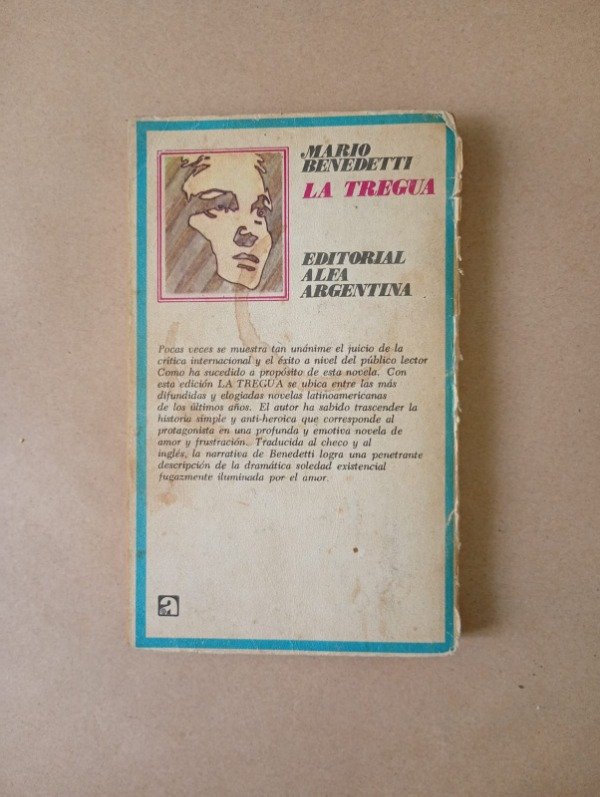 MARIO
BENEDETTI
LA TREGUA
EDITORIAL
ALFA
ARGENTINA
Pocas veces se muestra tan unánime el juicio de la
crítica internacional y el éxito a nivel del público lector
Como ha sucedido a propósito de esta novela. Con
esta edición LA TREGUA se ubica entre las más
difundidas y elogiadas novelas latinoamericanas
de los últimos años. El autor ha sabido trascender la
historia simple y anti-heroica que corresponde al
protagonista en una profunda y emotiva novela de
amor y frustración. Traducida al checo y al
inglés, la narrativa de Benedetti logra una penetrante
descripción de la dramática soledad existencial
fugazmente iluminada por el amor.
a